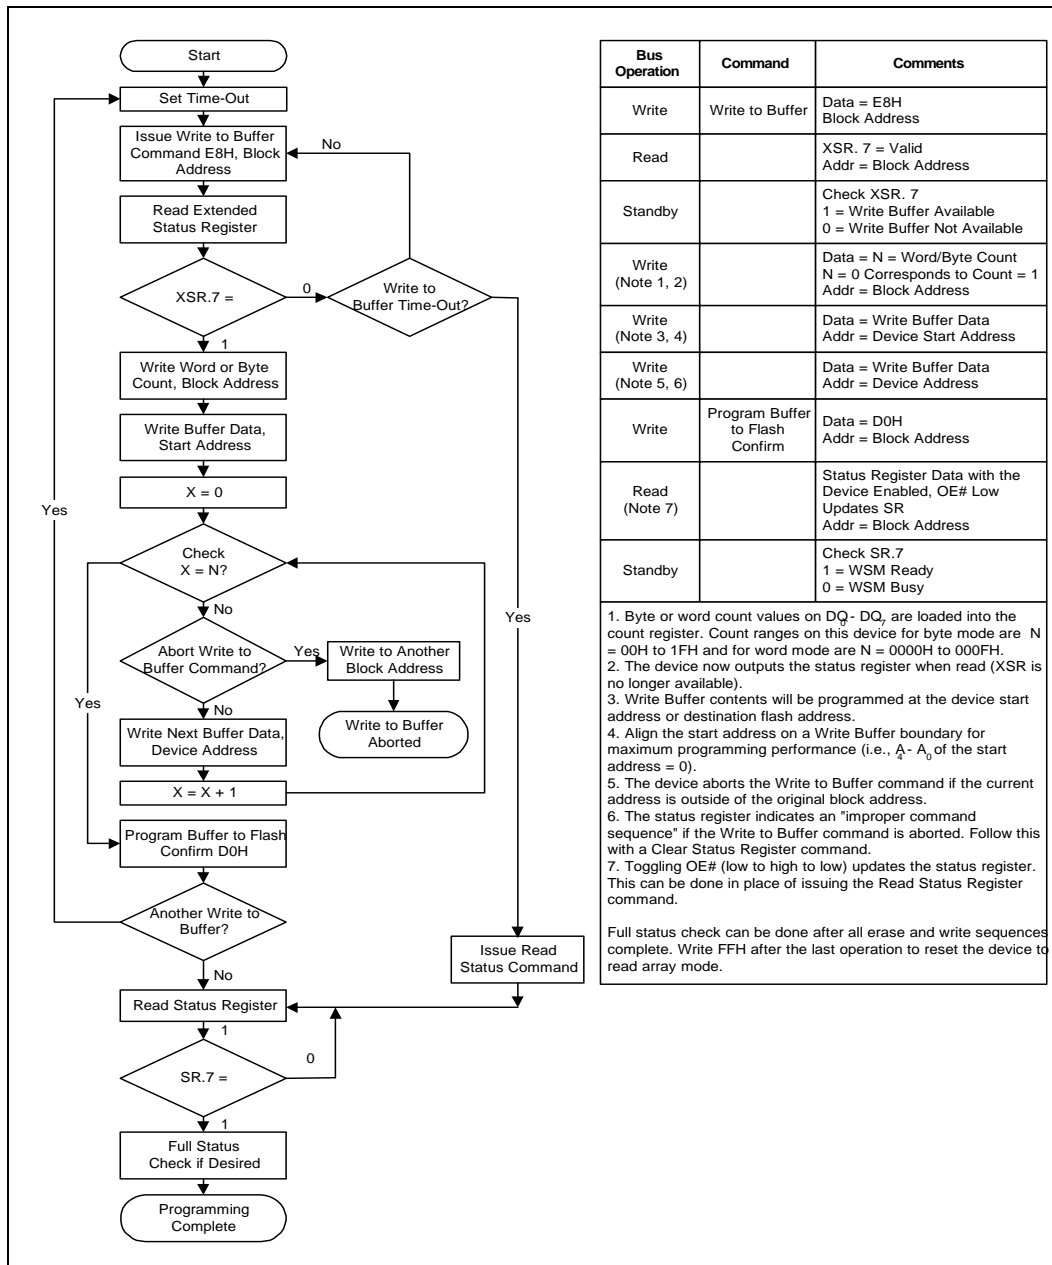 Start
Set Time-Out
Issue Write to Buffer
Command E8H, Block
Address
No
Read Extended
Status Register
XSR.7 =
0
Write to
Buffer Time-Out?
1
Write Word or Byte
Count, Block Address
Write Buffer Data,
Start Address
X = 0
Yes
Check
X = N?
No
Yes
Abort Write to
Buffer Command?
Yes
Write to Another
Block Address
Yes
No
Write to Buffer
Aborted
Write Next Buffer Data,
Device Address
X = X + 1
Program Buffer to Flash
Confirm D0H
Another Write to
Buffer?
No
Issue Read
Status Command
Read Status Register
1
SR.7 =
0
1
Full Status
Check if Desired
Programming
Complete
Bus
Operation
Command
Comments
Write
Write to Buffer
Data = E8H
Block Address
Read
XSR. 7 = Valid
Addr = Block Address
Standby
Check XSR. 7
1 = Write Buffer Available
0 = Write Buffer Not Available
Write
(Note 1, 2)
Data = N = Word/Byte Count
N = 0 Corresponds to Count = 1
Addr = Block Address
Write
(Note 3, 4)
Data = Write Buffer Data
Addr = Device Start Address
Write
(Note 5, 6)
Data = Write Buffer Data
Addr = Device Address
Write
Program Buffer
to Flash
Confirm
Data = D0H
Addr = Block Address
Read
(Note 7)
Status Register Data with the
Device Enabled, OE# Low
Updates SR
Addr = Block Address
Standby
Check SR.7
1 = WSM Ready
0 = WSM Busy
1. Byte or word count values on DQ0- DQ7 are loaded into the
count register. Count ranges on this device for byte mode are N
= 00H to 1FH and for word mode are N = 0000H to 000FH.
2. The device now outputs the status register when read (XSR is
no longer available).
3. Write Buffer contents will be programmed at the device start
address or destination flash address.
4. Align the start address on a Write Buffer boundary for
maximum programming performance (i.e., A4- A0 of the start
address = 0).
5. The device aborts the Write to Buffer command if the current
address is outside of the original block address.
6. The status register indicates an "improper command
sequence" if the Write to Buffer command is aborted. Follow this
with a Clear Status Register command.
7. Toggling OE# (low to high to low) updates the status register.
This can be done in place of issuing the Read Status Register
command.
Full status check can be done after all erase and write sequences
complete. Write FFH after the last operation to reset the device to
read array mode.